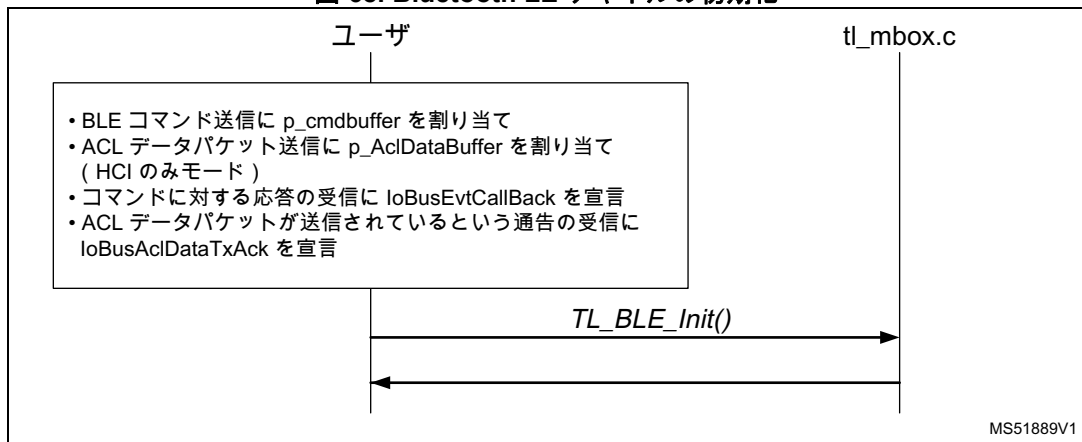 ユーザ
tl_mbox.c
• BLE コマンド送信に p_cmdbuffer を割り当て
• ACL データパケット送信に p_AclDataBuffer を割り当て
( HCI のみモード )
• コマンドに対する応答の受信に IoBusEvtCallBack を宣言
• ACL データパケットが送信されているという通告の受信に
IoBusAclDataTxAck を宣言
TL_BLE_Init()
MS51889V1